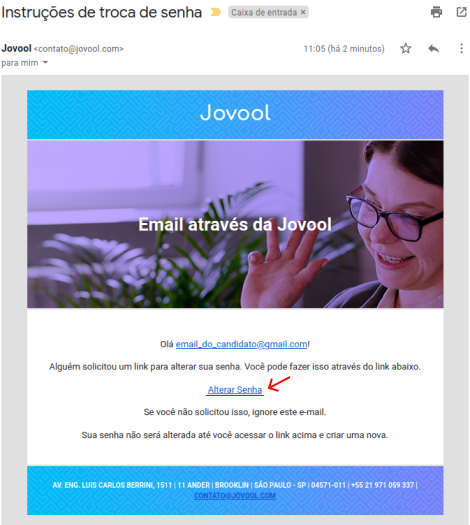 Instruções de troca de senha
Caixa de entrada ×
Jovool <contato@jovool.com>
11:05 (há 2 minutos)
para mim
Jovool
Email através da Jovool
Olá email_do_candidato@gmail.com!
Alguém solicitou um link para alterar sua senha. Você pode fazer isso através do link abaixo.
Alterar Senha
Se você não solicitou isso, ignore este e-mail.
Sua senha não será alterada até você acessar o link acima e criar uma nova.
AV. ENG. LUIS CARLOS BERRINI, 1511 | 11 ANDER | BROOKLIN | SÃO PAULO - SP | 04571-011 | +55 21 971 059 337 |
CONTATO@JOVOOL.COM